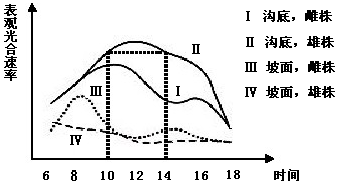 表观光合速率
Ⅰ 沟底，雌株
Ⅱ 沟底，雄株
Ⅲ 坡面，雌株
Ⅳ 坡面，雄株
Ⅱ
Ⅲ
Ⅰ
Ⅳ
6 8 10 12 14 16 18 时间